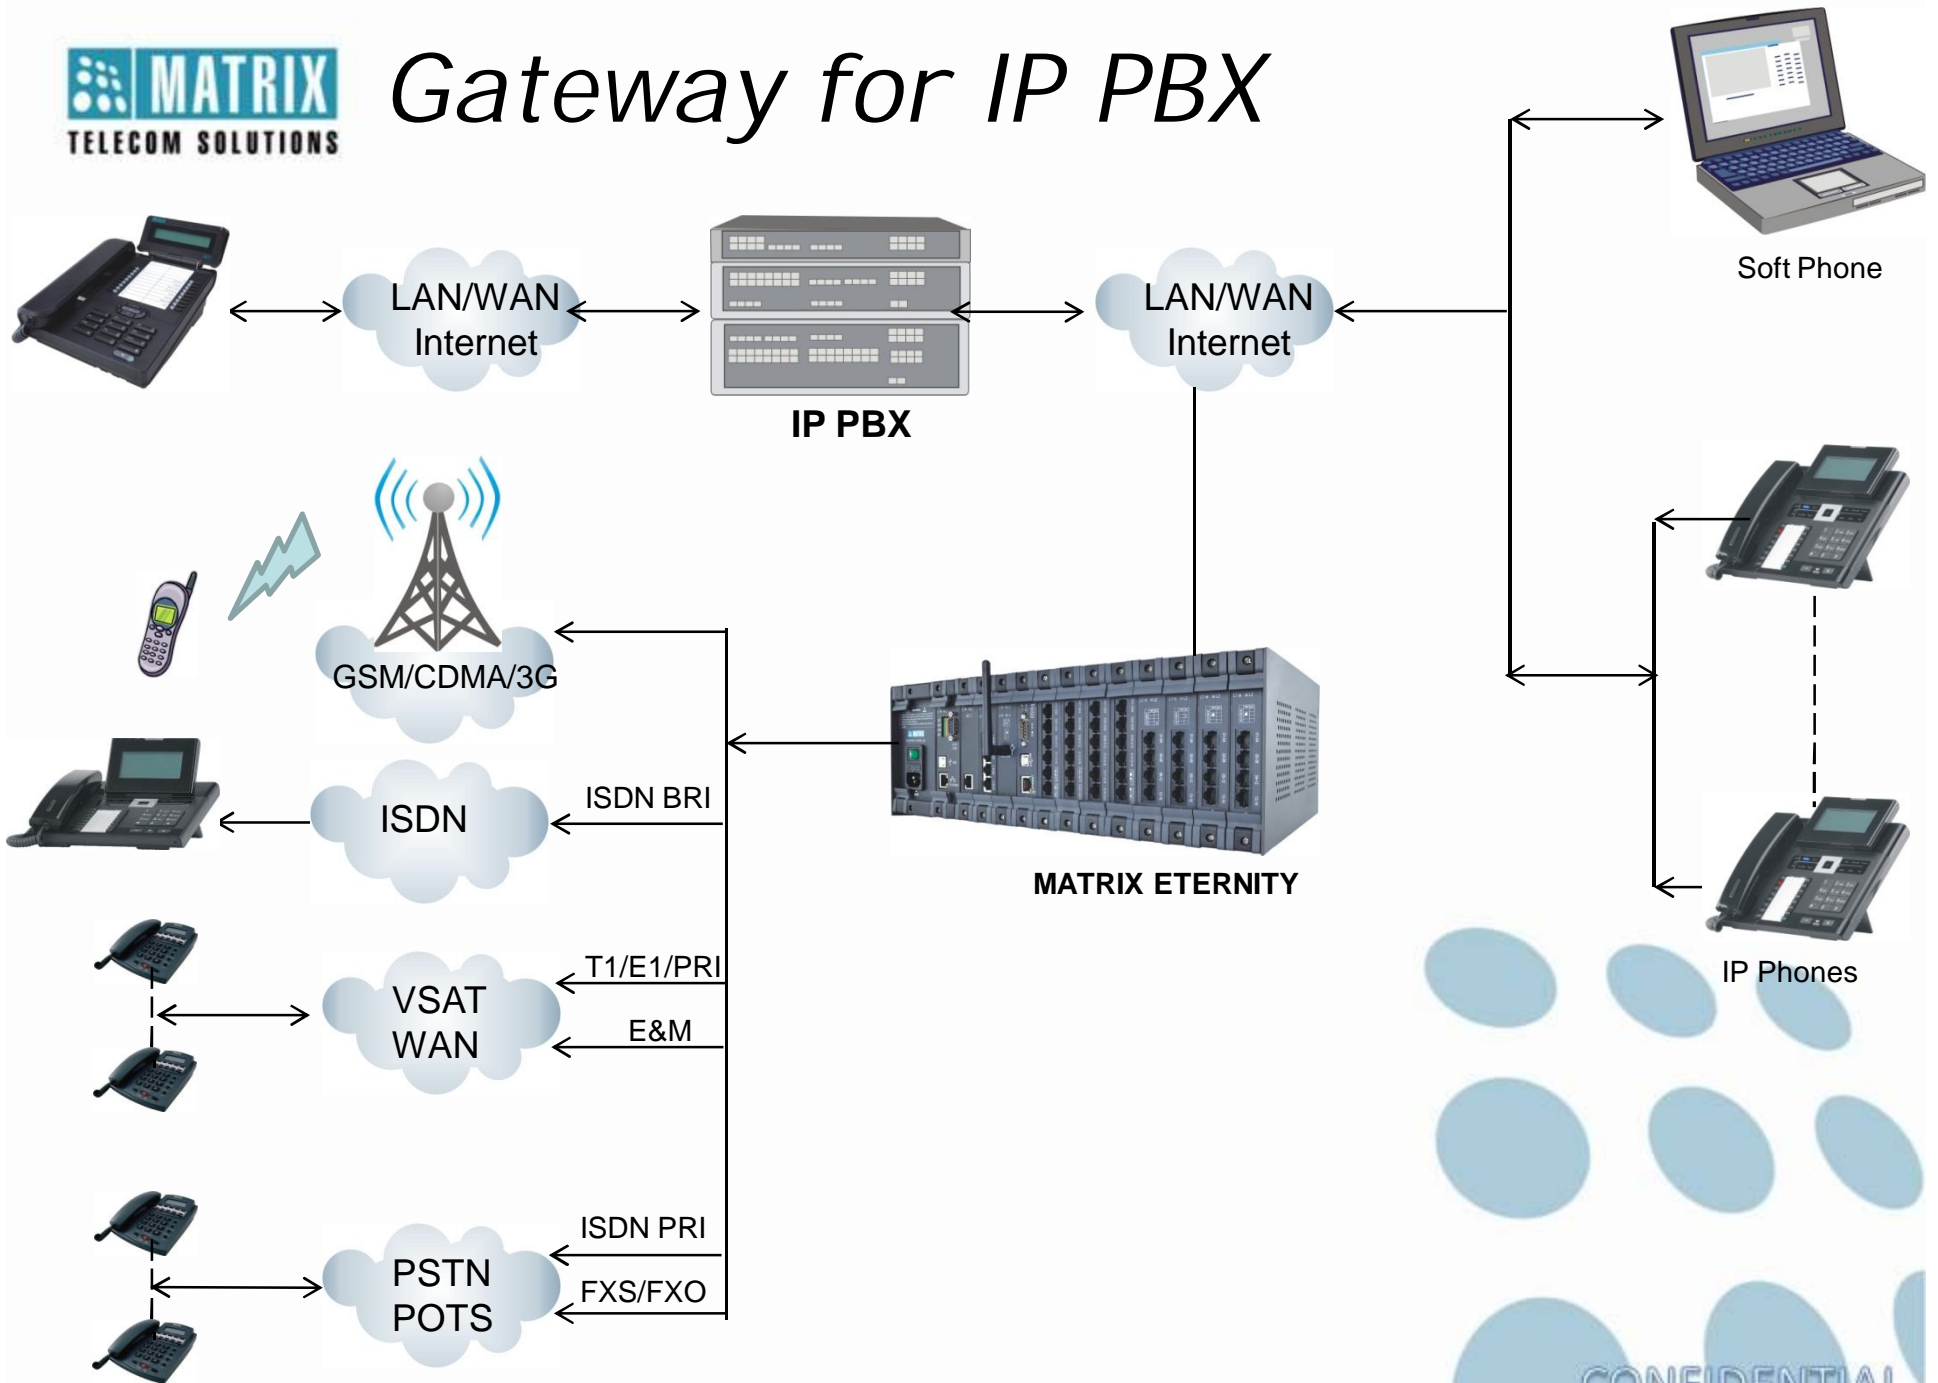 MATRIX
TELECOM SOLUTIONS
Gateway for IP PBX
Soft Phone
LAN/WAN
Internet
LAN/WAN
Internet
IP PBX
GSM/CDMA/3G
ISDN BRI
ISDN
MATRIX ETERNITY
T1/E1/PRI
VSAT
WAN
E&M
IP Phones
ISDN PRI
PSTN
POTS
FXS/FXO
CONFIDENTIAL